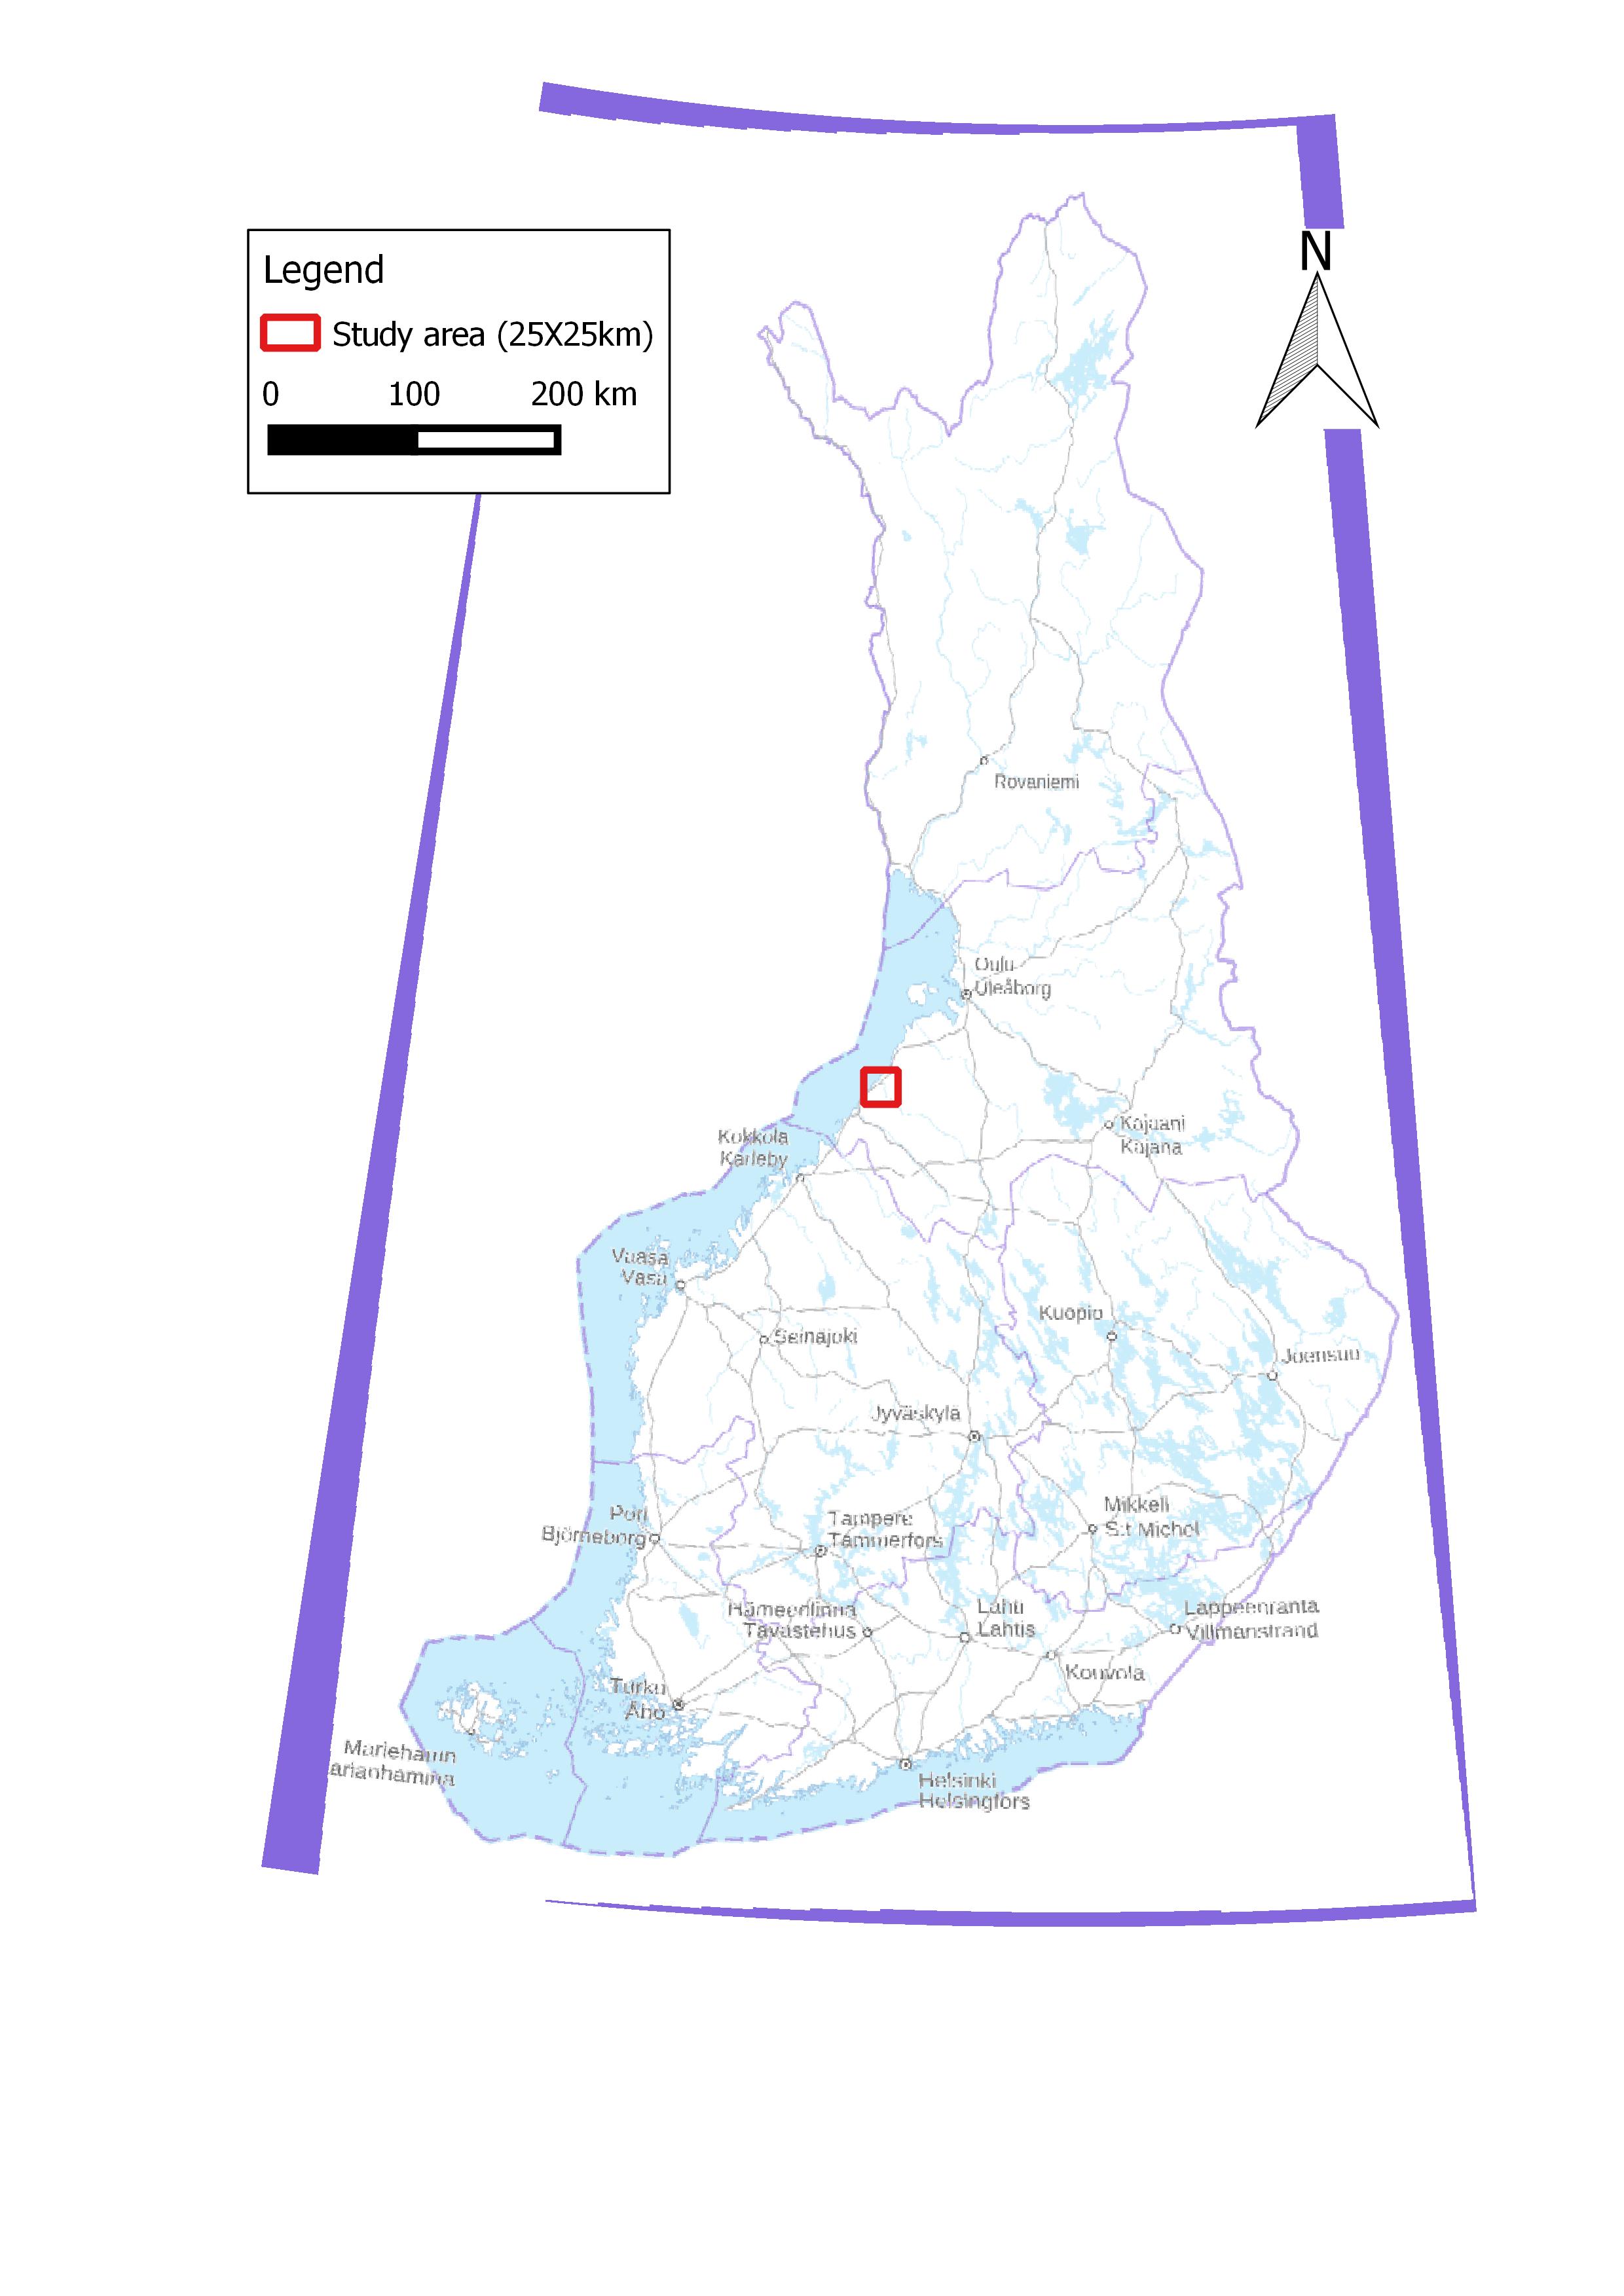 N
Legend
Study area (25X25km)
0 100 200 km
Rovaniemi
Oulu
Uleåborg
Kokkola
Karleby
Kajaani
Kajana
Vaasa
Vasa
Kuopio
Seinäjoki
Joensuu
Jyväskylä
Mikkeli
S:t Michel
Pori
Björneborg
Tampere
Tammerfors
Hämeenlinna
Tavastehus
Lahti
Lahtis
Lappeenranta
Villmanstrand
Kouvola
Turku
Åbo
Mariehamn
arianhamina
Helsinki
Helsingfors